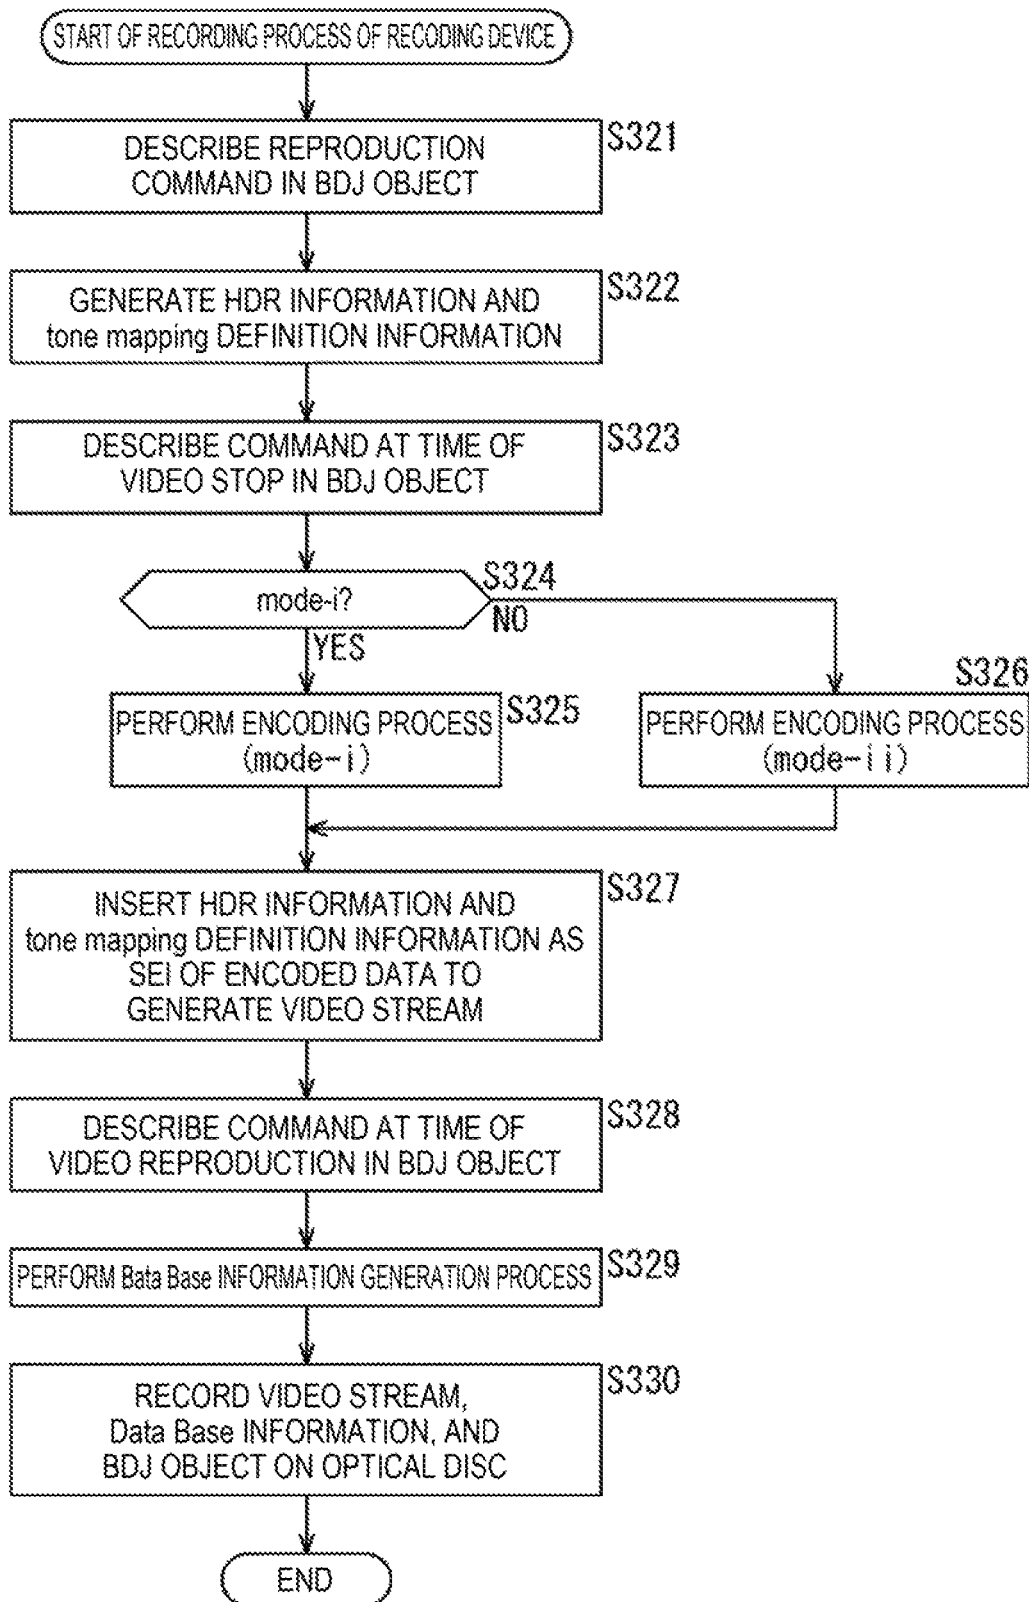 START OF RECORDING PROCESS OF RECODING DEVICE
S321
DESCRIBE REPRODUCTION
COMMAND IN BDJ OBJECT
S322
GENERATE HDR INFORMATION AND
tone mapping DEFINITION INFORMATION
S323
DESCRIBE COMMAND AT TIME OF
VIDEO STOP IN BDJ OBJECT
S324
mode-i?
NO
YES
S325
PERFORM ENCODING PROCESS
(mode-i)
S326
PERFORM ENCODING PROCESS
(mode-ii)
S327
INSERT HDR INFORMATION AND
tone mapping DEFINITION INFORMATION AS
SEI OF ENCODED DATA TO
GENERATE VIDEO STREAM
S328
DESCRIBE COMMAND AT TIME OF
VIDEO REPRODUCTION IN BDJ OBJECT
S329
PERFORM Bata Base INFORMATION GENERATION PROCESS
S330
RECORD VIDEO STREAM,
Data Base INFORMATION, AND
BDJ OBJECT ON OPTICAL DISC
END